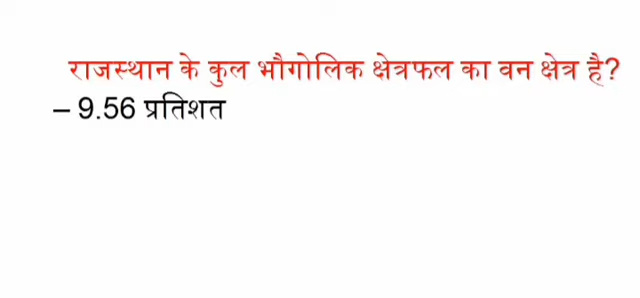 राजस्थान के कुल भौगोलिक क्षेत्रफल का वन क्षेत्र है?
– 9.56 प्रतिशत